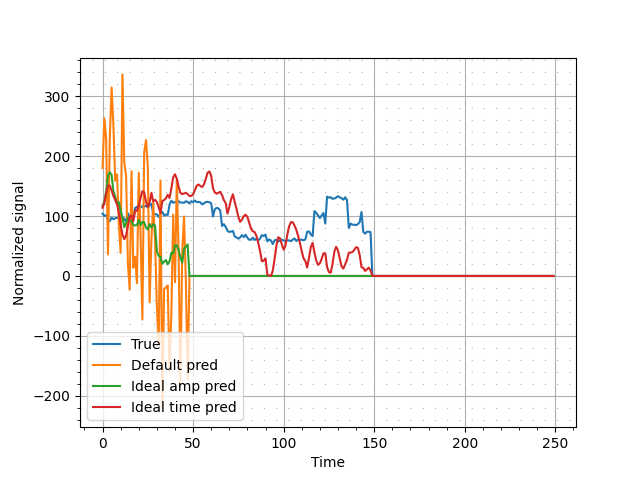 Normalized signal
300
200
100
0
−100
−200
True
Default pred
Ideal amp pred
Ideal time pred
0
50
100
150
200
250
Time